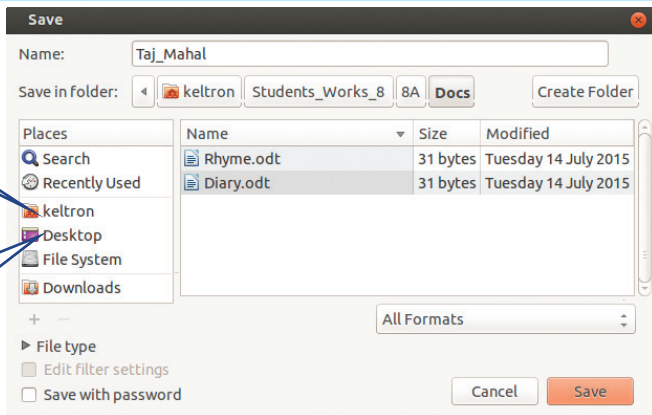 Save
Name: Taj_Mahal
Save in folder: keltron Students_Works_8 8A Docs Create Folder
Places Name Size Modified
Search Rhyme.odt 31 bytes Tuesday 14 July 2015
Recently Used Diary.odt 31 bytes Tuesday 14 July 2015
keltron
Desktop
File System
Downloads
All Formats
File type
Edit filter settings
Save with password Cancel Save